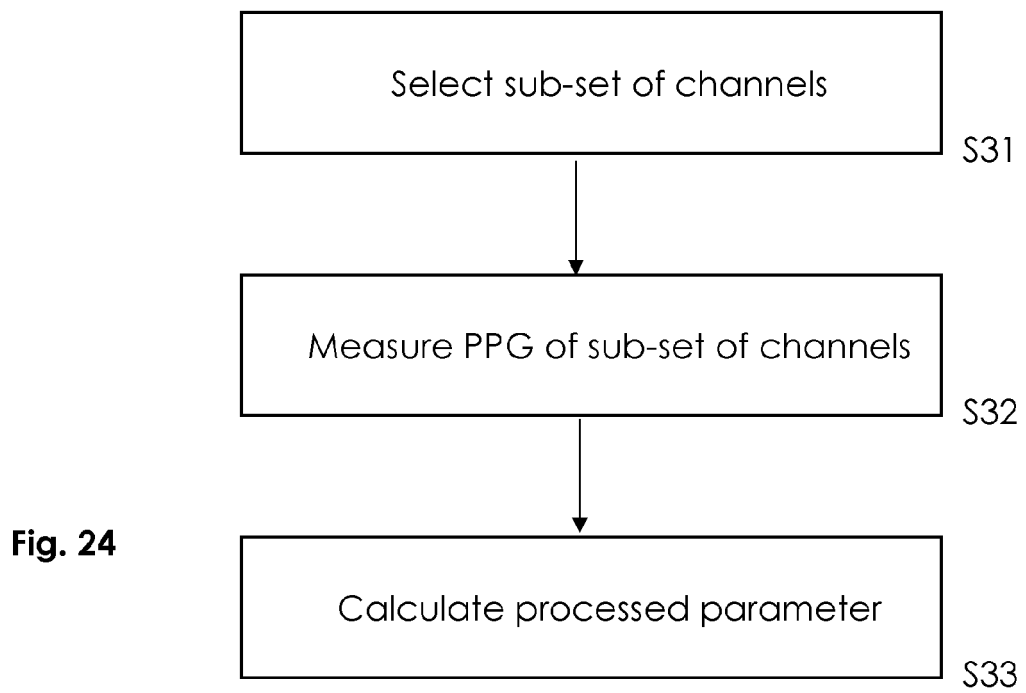 Select sub-set of channels
S31
Measure PPG of sub-set of channels
S32
Fig. 24
Calculate processed parameter
S33